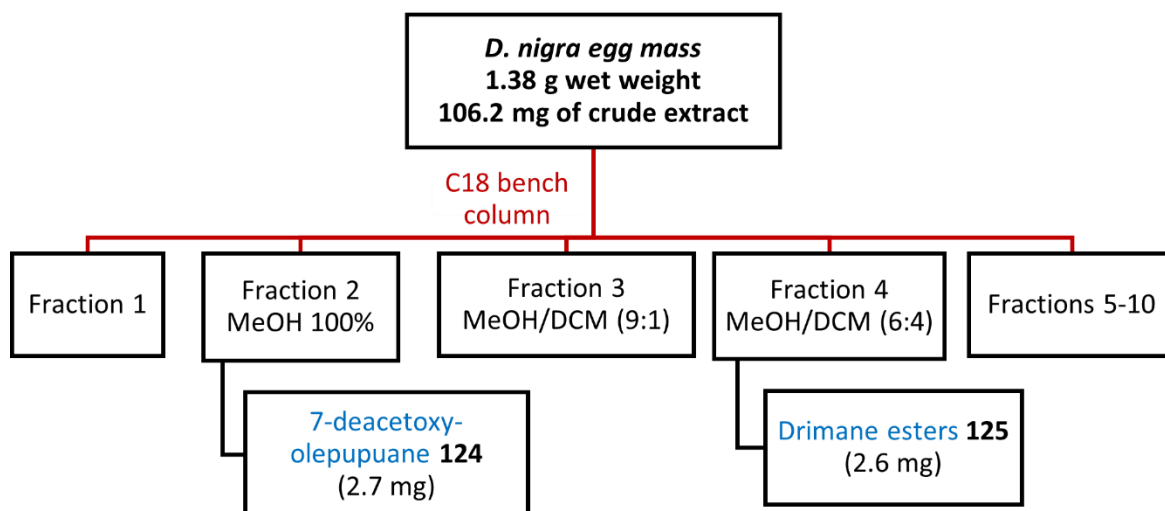 D. nigra egg mass
1.38 g wet weight
106.2 mg of crude extract
C18 bench
column
Fraction 1
Fraction 2
MeOH 100%
Fraction 3
MeOH/DCM (9:1)
Fraction 4
MeOH/DCM (6:4)
Fractions 5-10
7-deacetoxy-
olepupuane 124
(2.7 mg)
Drimane esters 125
(2.6 mg)